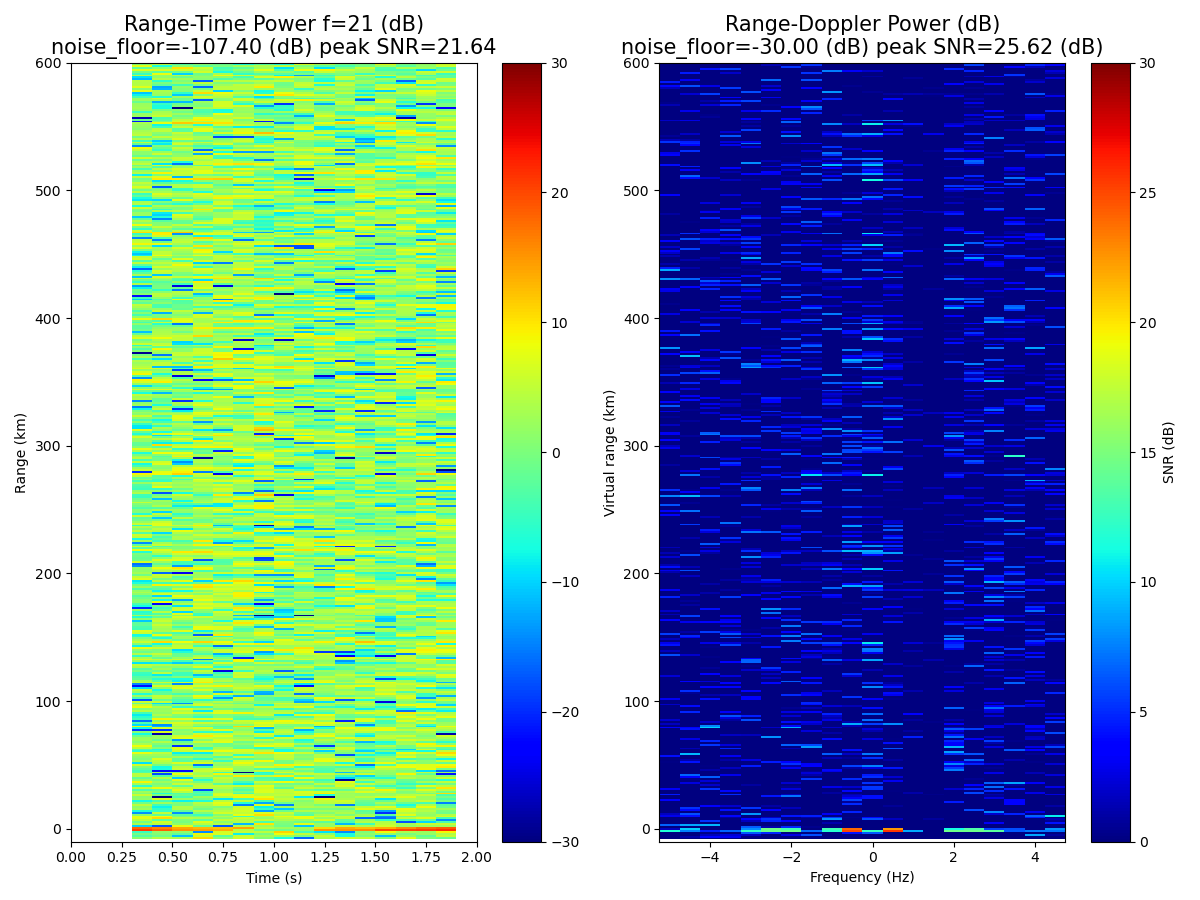 Range-Time Power f=21 (dB)
noise_floor=-107.40 (dB) peak SNR=21.64
Range-Doppler Power (dB)
noise_floor=-30.00 (dB) peak SNR=25.62 (dB)
600
500
400
300
200
100
0
Range (km)
0.00 0.25 0.50 0.75 1.00 1.25 1.50 1.75 2.00
Time (s)
30
20
10
0
−10
−20
−30
600
500
400
300
200
100
0
Virtual range (km)
−4 −2 0 2 4
Frequency (Hz)
30
25
20
15
10
5
0
SNR (dB)